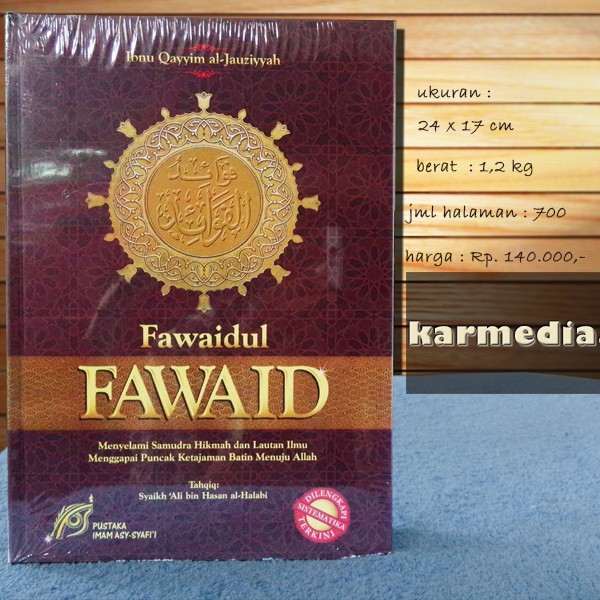 Ibnu Qayyim al-Jauziyyah
فوائد
الفوائد
Fawaidul
FAWAID
Menyelami Samudra Hikmah dan Lautan Ilmu
Menggapai Puncak Ketajaman Batin Menuju Allah
Tahqiq:
Syaikh 'Ali bin Hasan al-Halabi
PUSTAKA
IMAM ASY-SYAFI'I
DILENGKAPI
SISTEMATIKA
TERKINI
ukuran :
24 x 17 cm
berat : 1,2 kg
jml halaman : 700
harga : Rp. 140.000,-
karmedia.